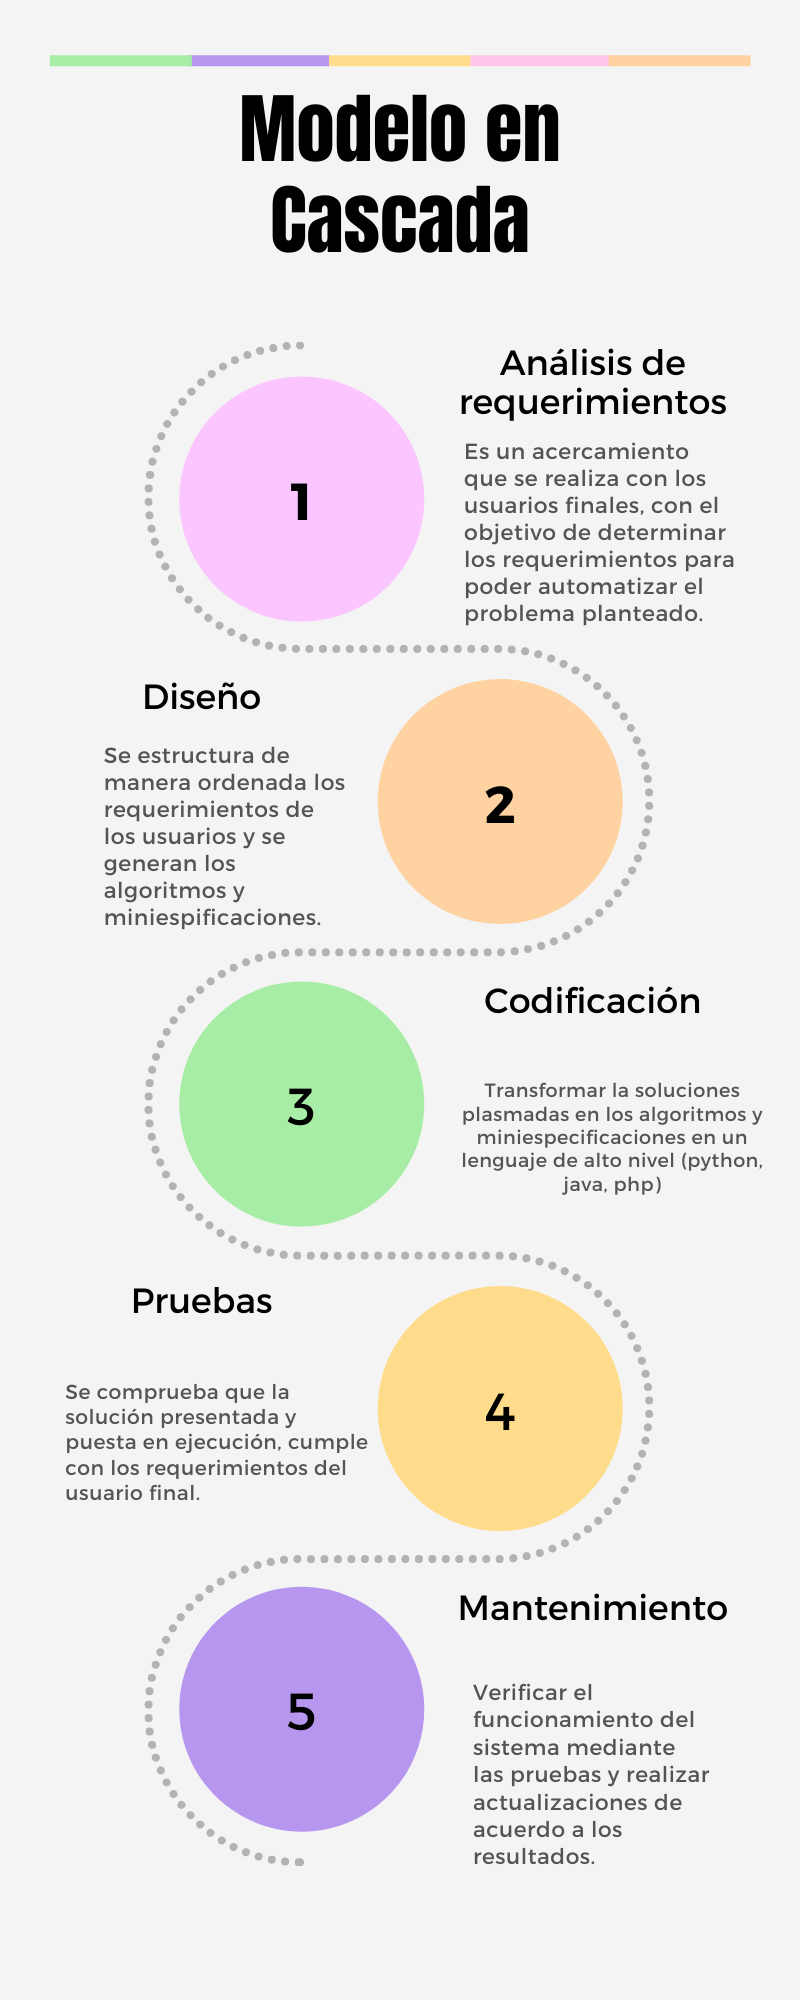 Modelo en
Cascada
Análisis de
requerimientos
1
Es un acercamiento
que se realiza con los
usuarios finales, con el
objetivo de determinar
los requerimientos para
poder automatizar el
problema planteado.
Diseño
Se estructura de
manera ordenada los
requerimientos de
los usuarios y se
generan los
algoritmos y
miniespificaciones.
2
Codificación
3
Transformar la soluciones
plasmadas en los algoritmos y
miniespecificaciones en un
lenguaje de alto nivel (python,
java, php)
Pruebas
Se comprueba que la
solución presentada y
puesta en ejecución, cumple
con los requerimientos del
usuario final.
4
Mantenimiento
5
Verificar el
funcionamiento del
sistema mediante
las pruebas y realizar
actualizaciones de
acuerdo a los
resultados.